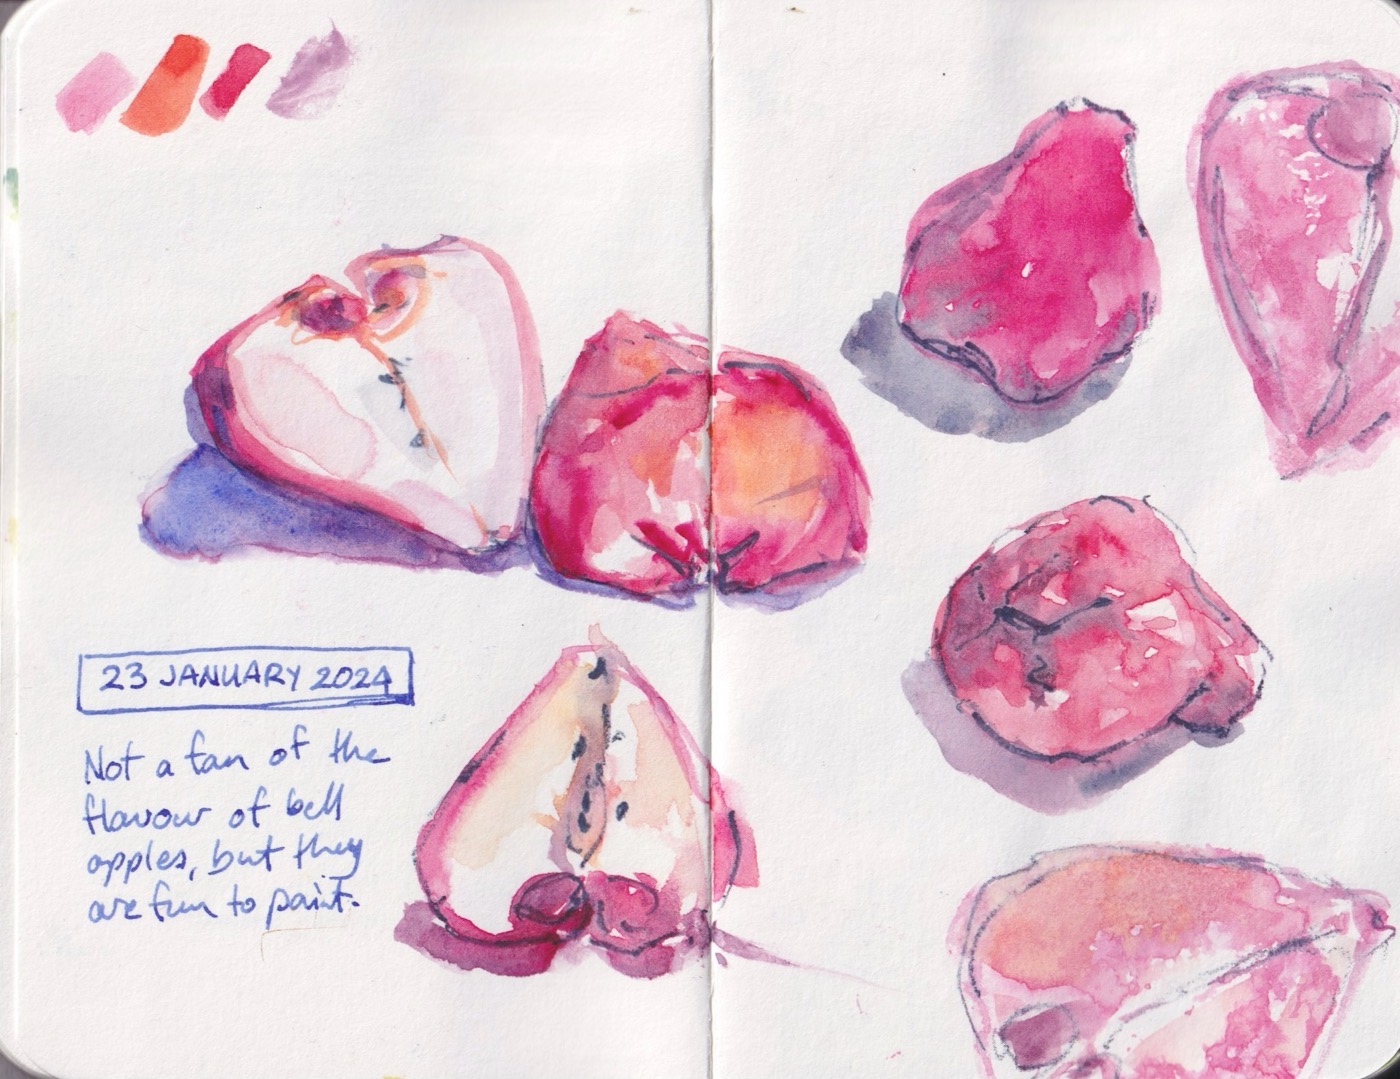 23 JANUARY 2024
Not a fan of the
flavour of bell
apples, but they
are fun to paint.